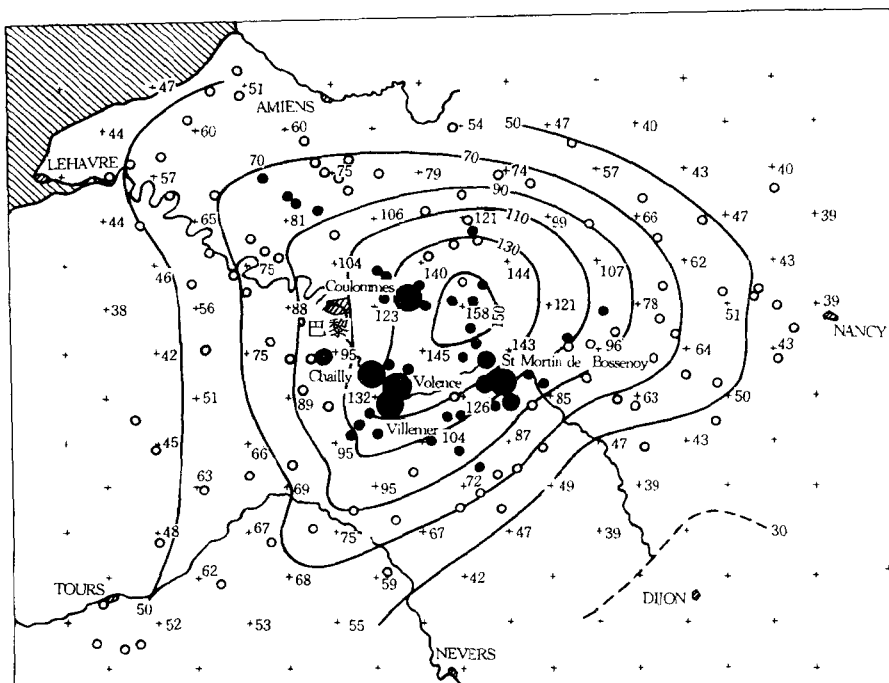 47 51
AMIENS
44 60 60 54 50 47 40
LEHAVRE
57 70 75 79 70 74 57 43 40
90
44 65 81 106 121 110 99 66 47 39
130
46 75 104 140 144 107 62 43
Coulommes
38 56 88 123 158 150 121 78 51 39
NANCY
巴黎
42 75 95 145 143 96 64 43
St Mortin de Bossenoy
Chailly
Volence
51 89 132 126 85 63 50
Villemer
45 66 95 104 87 47 43
63 69 95 72 49 39
48 67 75 67 47 39 30
62 68 59 42
TOURS
DIJON
50
52 53 55
NEVERS